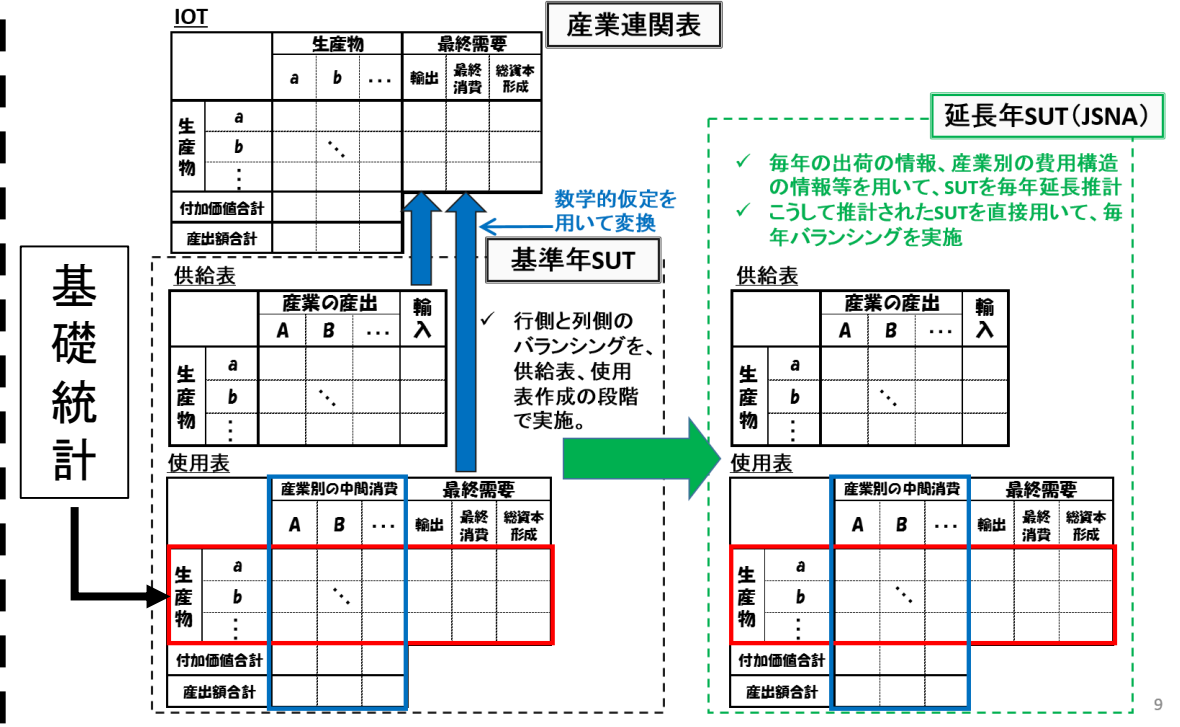 IOT
産業連関表
生産物 最終需要
a b ... 輸出 最終消費 総資本形成
生産物
a
b
⋮
付加価値合計
産出額合計
数学的仮定を
用いて変換
基礎統計
基準年SUT
供給表
産業の産出 輸入
A B ...
生産物
a
b
⋮
✓ 行側と列側の
バランシングを、
供給表、使用
表作成の段階
で実施。
使用表
産業別の中間消費 最終需要
A B ... 輸出 最終消費 総資本形成
生産物
a
b
⋮
付加価値合計
産出額合計
延長年SUT（JSNA）
✓ 毎年の出荷の情報、産業別の費用構造
の情報等を用いて、SUTを毎年延長推計
✓ こうして推計されたSUTを直接用いて、毎
年バランシングを実施
供給表
産業の産出 輸入
A B ...
生産物
a
b
⋮
使用表
産業別の中間消費 最終需要
A B ... 輸出 最終消費 総資本形成
生産物
a
b
⋮
付加価値合計
産出額合計
9